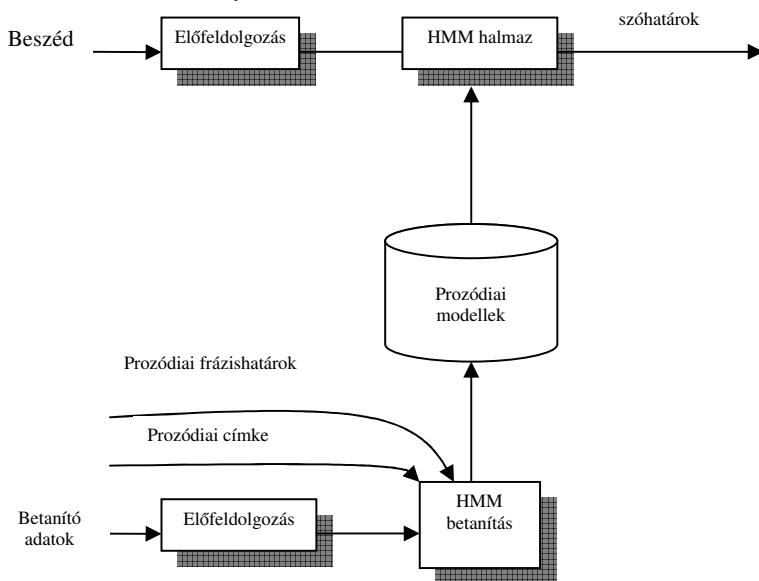 Beszéd
Előfeldolgozás
HMM halmaz
szóhatárok
Prozódiai
modellek
Prozódiai frázishatárok
Prozódiai címke
Betanító
adatok
Előfeldolgozás
HMM
betanítás